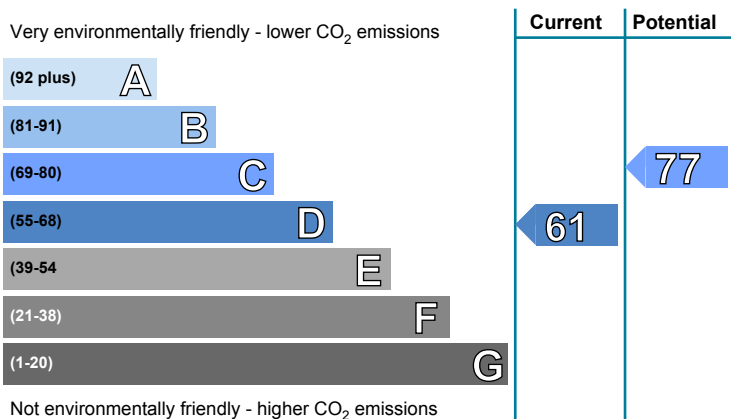 Current Potential
Very environmentally friendly - lower CO2 emissions
(92 plus) A
(81-91) B
(69-80) C
77
(55-68) D
61
(39-54 E
(21-38) F
(1-20) G
Not environmentally friendly - higher CO2 emissions